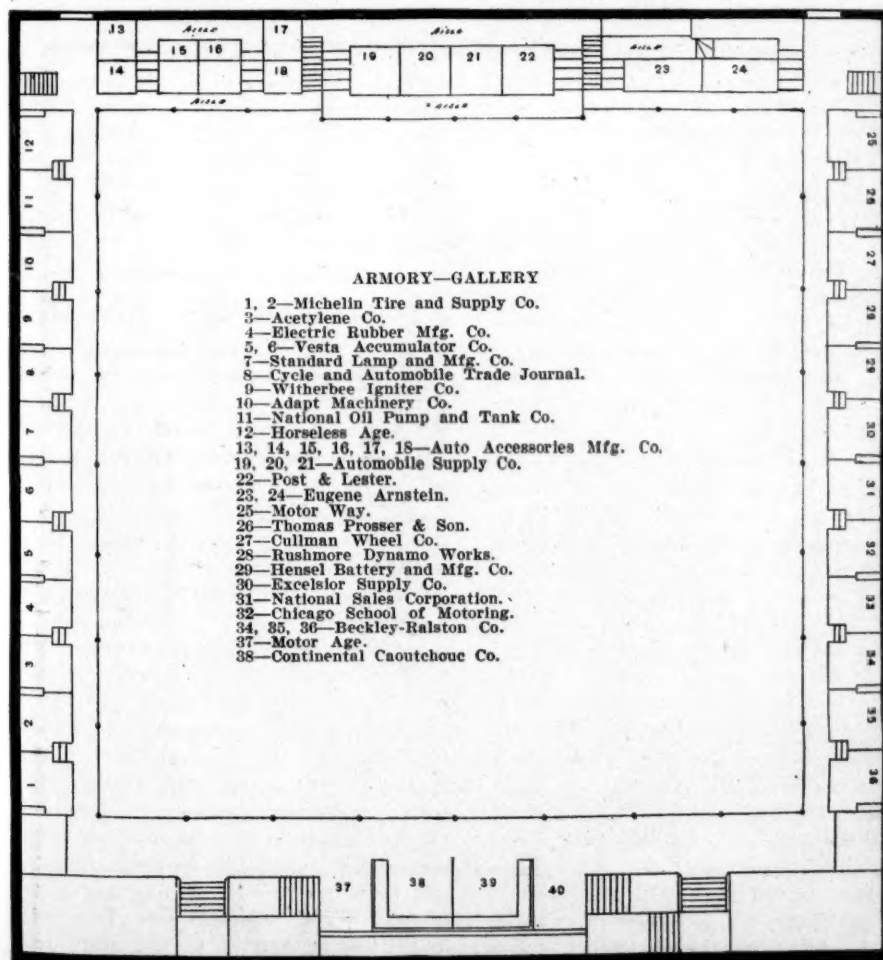 13 AISLE 17 AISLE
15 16 19 20 21 22 AISLE
14 18 23 24
AISLE AISLE
12 25
11 26
10 27
9 29
8 29
7 30
6 31
5 32
4 33
3 34
2 35
1 36
ARMORY—GALLERY
1, 2—Michelin Tire and Supply Co.
3—Acetylene Co.
4—Electric Rubber Mfg. Co.
5, 6—Vesta Accumulator Co.
7—Standard Lamp and Mfg. Co.
8—Cycle and Automobile Trade Journal.
9—Witherbee Igniter Co.
10—Adapt Machinery Co.
11—National Oil Pump and Tank Co.
12—Horseless Age.
13, 14, 15, 16, 17, 18—Auto Accessories Mfg. Co.
19, 20, 21—Automobile Supply Co.
22—Post & Lester.
23, 24—Eugene Arnstein.
25—Motor Way.
26—Thomas Prosser & Son.
27—Cullman Wheel Co.
28—Rushmore Dynamo Works.
29—Hensel Battery and Mfg. Co.
30—Excelsior Supply Co.
31—National Sales Corporation.
32—Chicago School of Motoring.
34, 35, 36—Beckley-Ralston Co.
37—Motor Age.
38—Continental Caoutchouc Co.
37 38 39 40